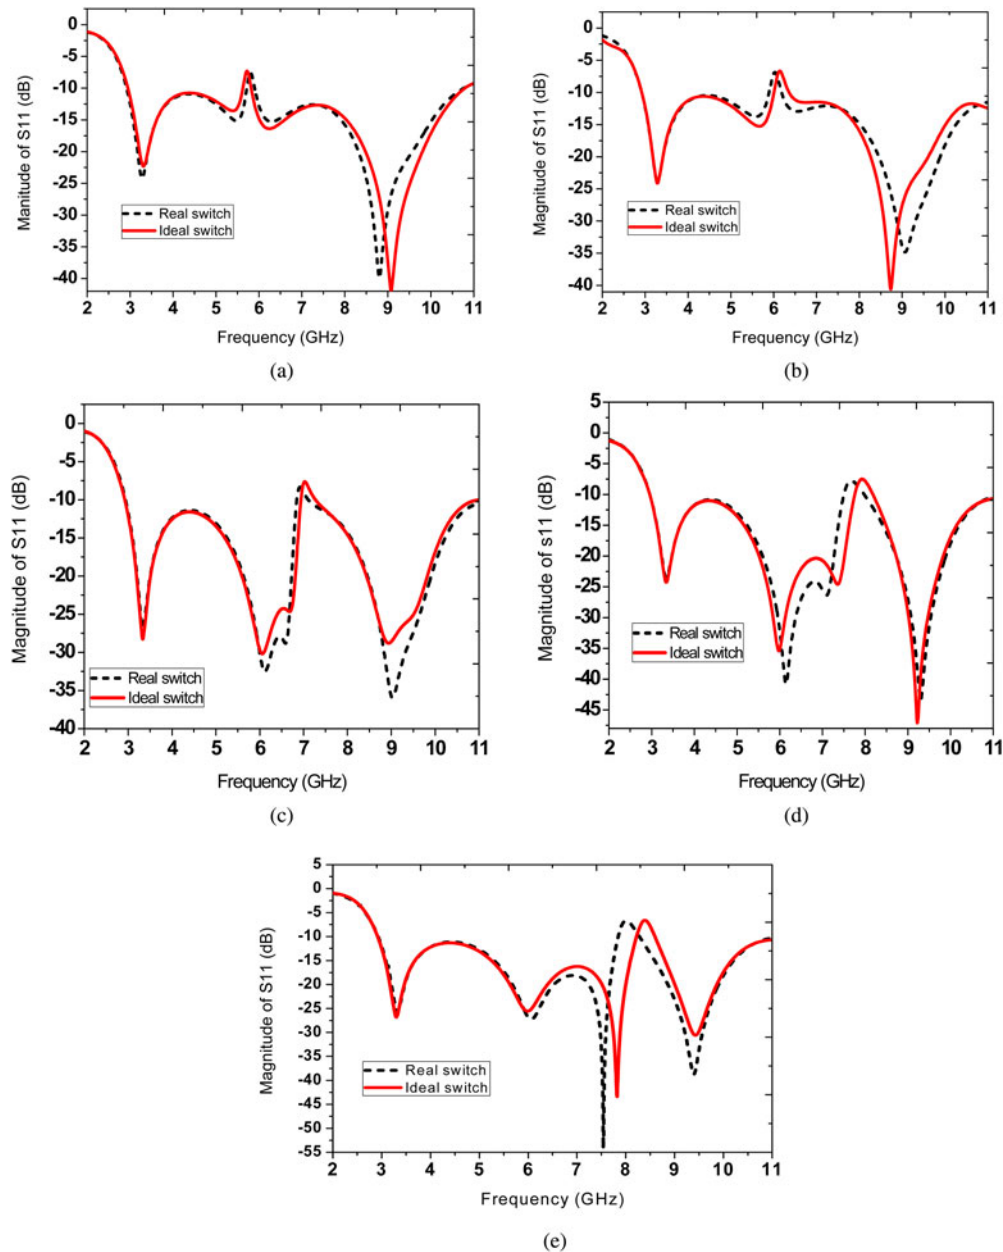 0
-5
-10
-15
-20
-25
-30
-35
-40
Manitude of S11 (dB)
Real switch
Ideal switch
2 3 4 5 6 7 8 9 10 11
Frequency (GHz)
(a)
0
-5
-10
-15
-20
-25
-30
-35
-40
Magnitude of S11 (dB)
Real switch
Ideal switch
2 3 4 5 6 7 8 9 10 11
Frequency (GHz)
(b)
0
-5
-10
-15
-20
-25
-30
-35
-40
Magnitude of S11 (dB)
Real switch
Ideal switch
2 3 4 5 6 7 8 9 10 11
Frequency (GHz)
(c)
5
0
-5
-10
-15
-20
-25
-30
-35
-40
-45
Magnitude of s11 (dB)
Real switch
Ideal switch
2 3 4 5 6 7 8 9 10 11
Frequency (GHz)
(d)
5
0
-5
-10
-15
-20
-25
-30
-35
-40
-45
-50
-55
Magnitude of S11 (dB)
Real switch
Ideal switch
2 3 4 5 6 7 8 9 10 11
Frequency (GHz)
(e)